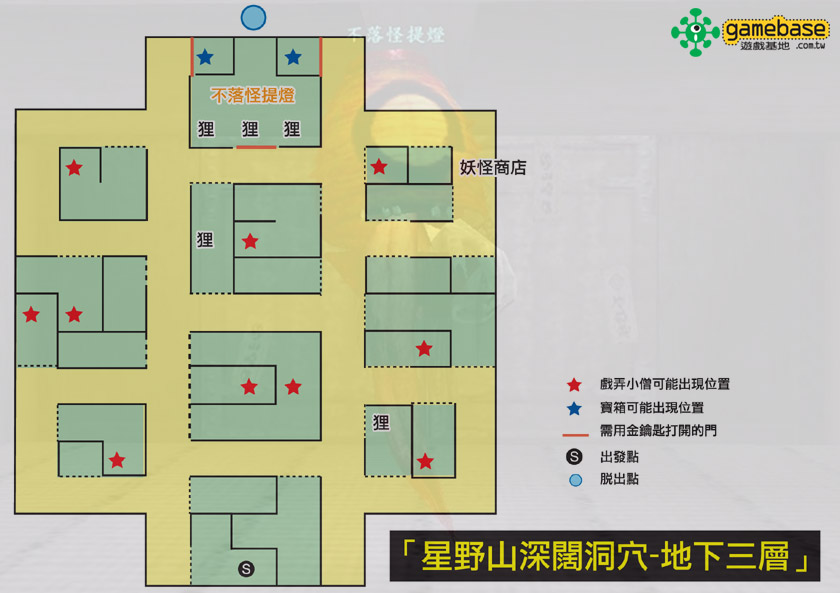 不落怪提燈
gamebase
遊戲基地 .com.tw
不落怪提燈
狸 狸 狸
妖怪商店
狸
戲弄小僧可能出現位置
寶箱可能出現位置
狸
需用金鑰匙打開的門
S 出發點
脫出點
S
「星野山深闊洞穴-地下三層」